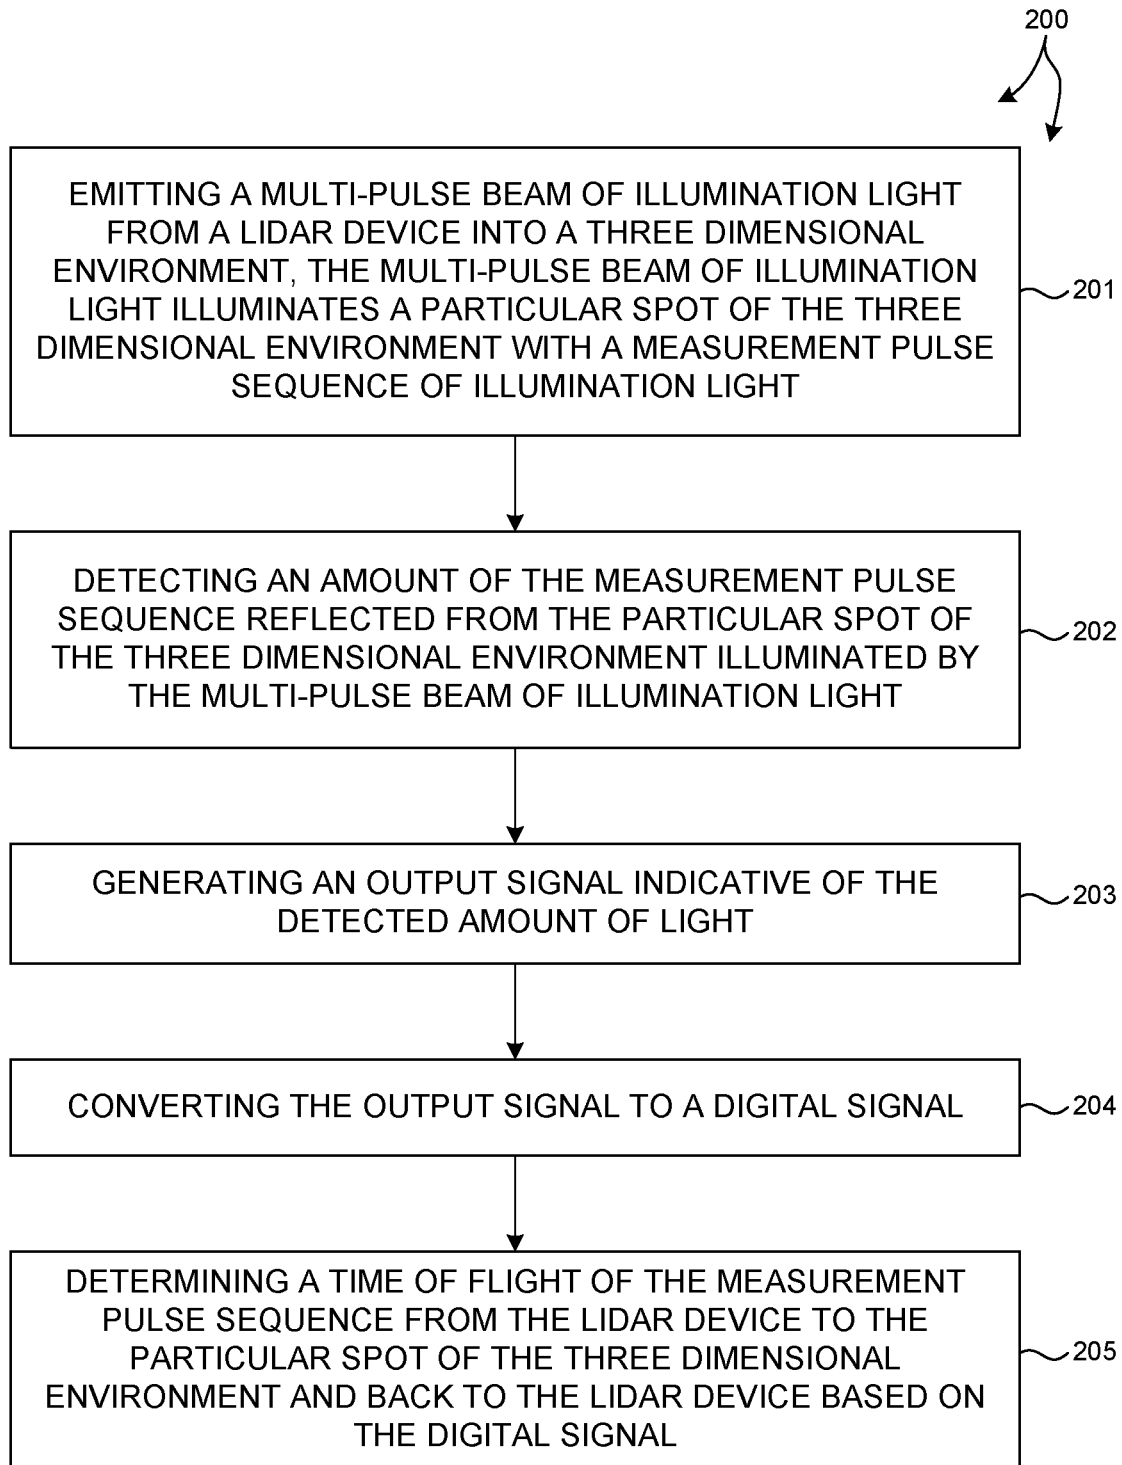 200
EMITTING A MULTI-PULSE BEAM OF ILLUMINATION LIGHT
FROM A LIDAR DEVICE INTO A THREE DIMENSIONAL
ENVIRONMENT, THE MULTI-PULSE BEAM OF ILLUMINATION
LIGHT ILLUMINATES A PARTICULAR SPOT OF THE THREE
DIMENSIONAL ENVIRONMENT WITH A MEASUREMENT PULSE
SEQUENCE OF ILLUMINATION LIGHT
201
DETECTING AN AMOUNT OF THE MEASUREMENT PULSE
SEQUENCE REFLECTED FROM THE PARTICULAR SPOT OF
THE THREE DIMENSIONAL ENVIRONMENT ILLUMINATED BY
THE MULTI-PULSE BEAM OF ILLUMINATION LIGHT
202
GENERATING AN OUTPUT SIGNAL INDICATIVE OF THE
DETECTED AMOUNT OF LIGHT
203
CONVERTING THE OUTPUT SIGNAL TO A DIGITAL SIGNAL
204
DETERMINING A TIME OF FLIGHT OF THE MEASUREMENT
PULSE SEQUENCE FROM THE LIDAR DEVICE TO THE
PARTICULAR SPOT OF THE THREE DIMENSIONAL
ENVIRONMENT AND BACK TO THE LIDAR DEVICE BASED ON
THE DIGITAL SIGNAL
205